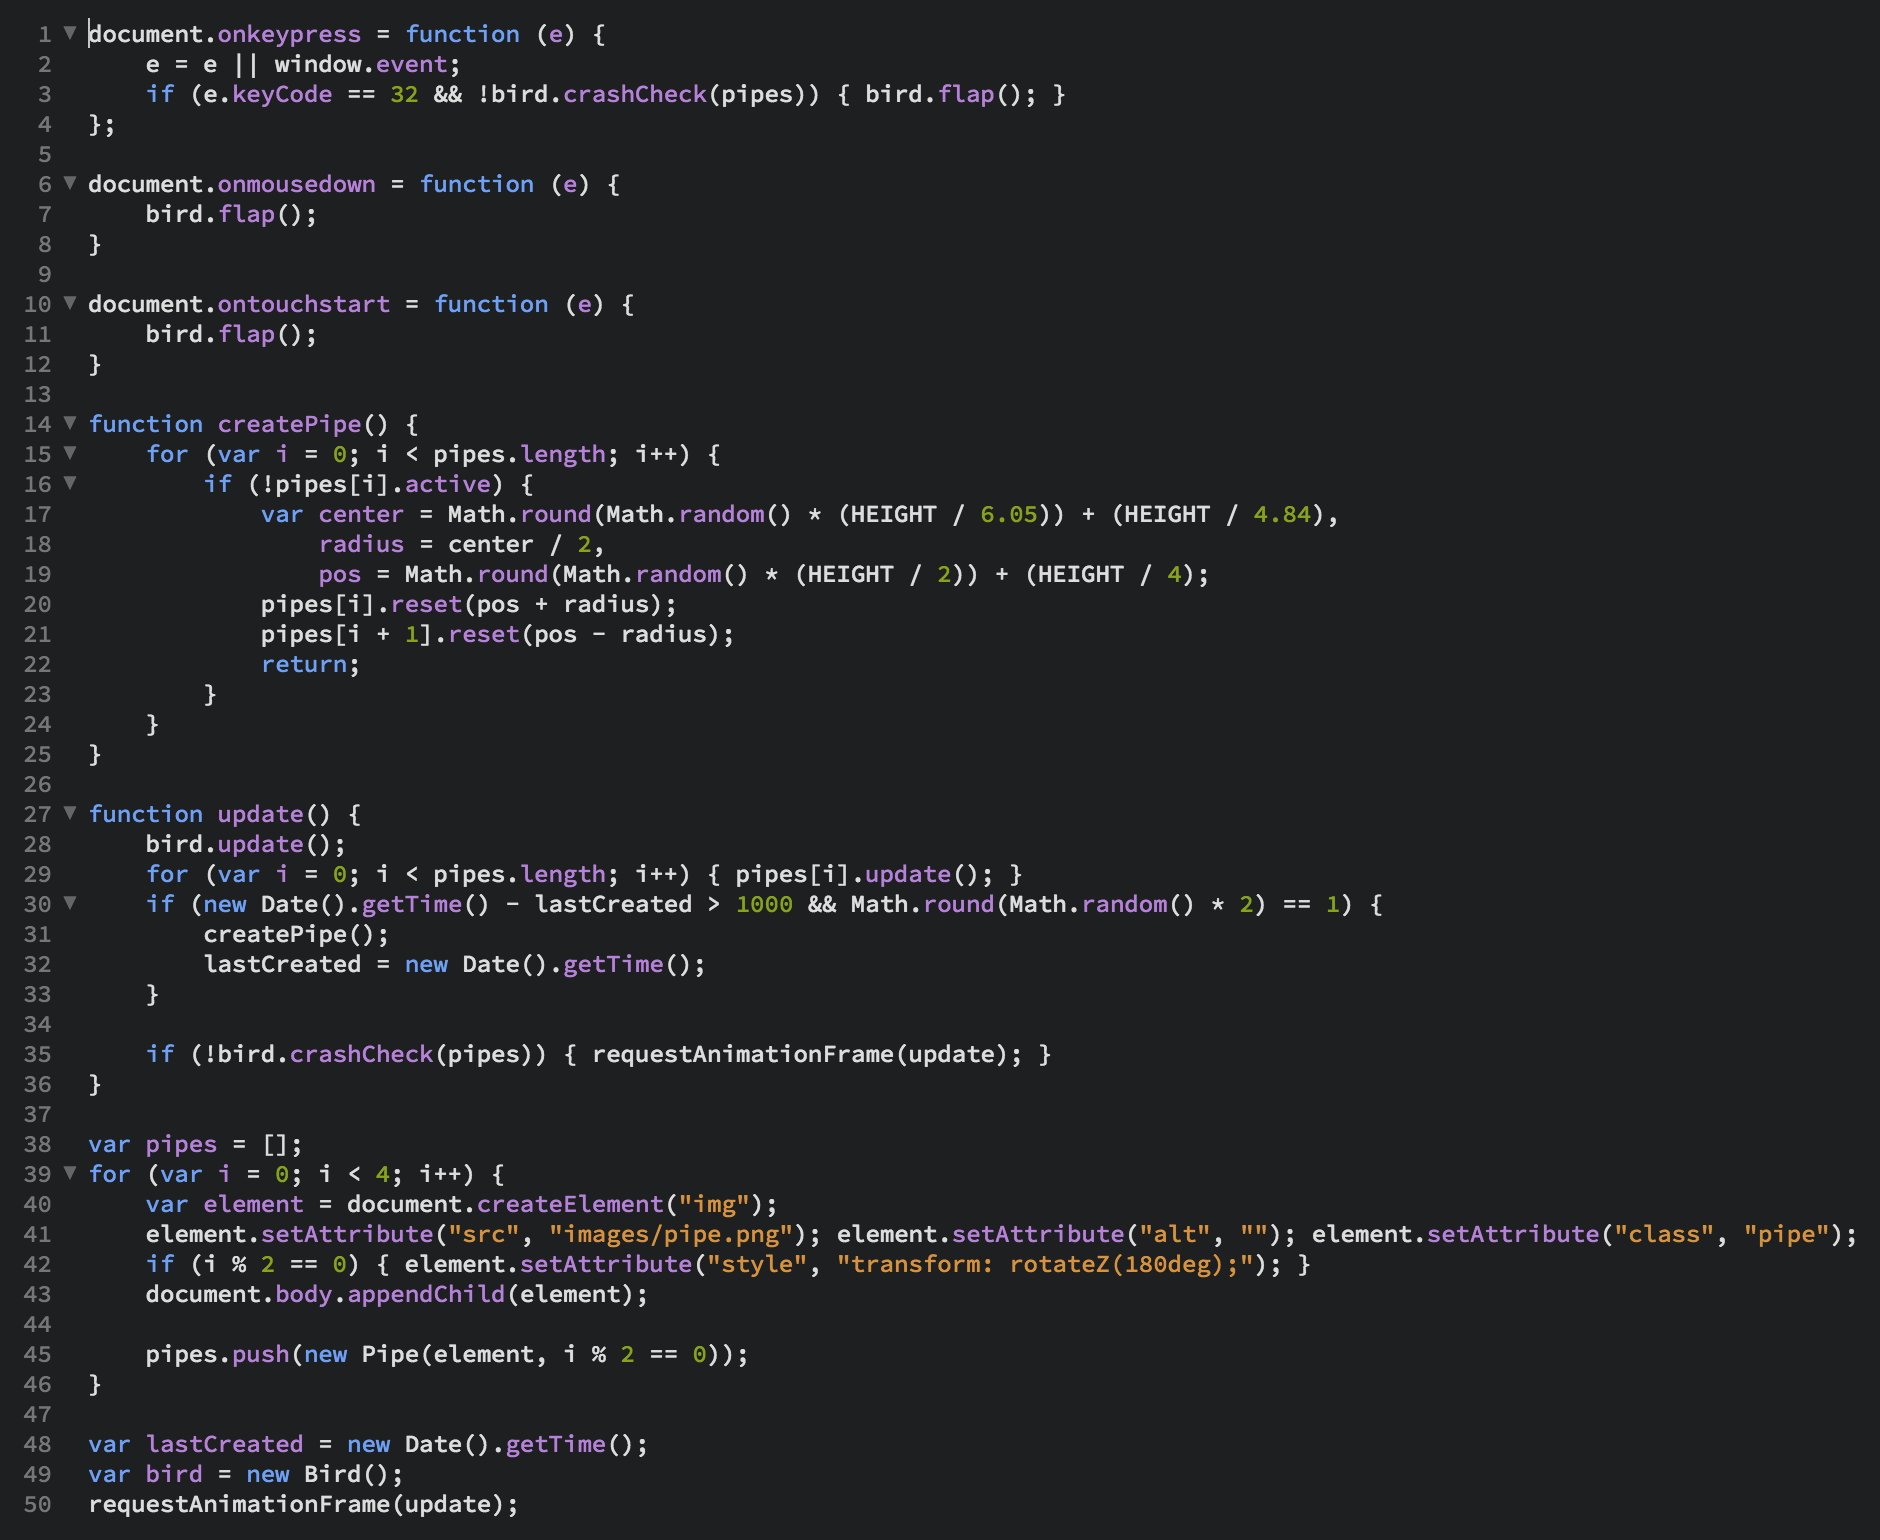 1 ▼ document.onkeypress = function (e) {
2     e = e || window.event;
3     if (e.keyCode == 32 && !bird.crashCheck(pipes)) { bird.flap(); }
4 };
5
6 ▼ document.onmousedown = function (e) {
7     bird.flap();
8 }
9
10 ▼ document.ontouchstart = function (e) {
11     bird.flap();
12 }
13
14 ▼ function createPipe() {
15 ▼     for (var i = 0; i < pipes.length; i++) {
16 ▼         if (!pipes[i].active) {
17             var center = Math.round(Math.random() * (HEIGHT / 6.05)) + (HEIGHT / 4.84),
18                 radius = center / 2,
19                 pos = Math.round(Math.random() * (HEIGHT / 2)) + (HEIGHT / 4);
20             pipes[i].reset(pos + radius);
21             pipes[i + 1].reset(pos - radius);
22             return;
23         }
24     }
25 }
26
27 ▼ function update() {
28     bird.update();
29     for (var i = 0; i < pipes.length; i++) { pipes[i].update(); }
30 ▼     if (new Date().getTime() - lastCreated > 1000 && Math.round(Math.random() * 2) == 1) {
31         createPipe();
32         lastCreated = new Date().getTime();
33     }
34
35     if (!bird.crashCheck(pipes)) { requestAnimationFrame(update); }
36 }
37
38 var pipes = [];
39 ▼ for (var i = 0; i < 4; i++) {
40     var element = document.createElement("img");
41     element.setAttribute("src", "images/pipe.png"); element.setAttribute("alt", ""); element.setAttribute("class", "pipe");
42     if (i % 2 == 0) { element.setAttribute("style", "transform: rotateZ(180deg);"); }
43     document.body.appendChild(element);
44
45     pipes.push(new Pipe(element, i % 2 == 0));
46 }
47
48 var lastCreated = new Date().getTime();
49 var bird = new Bird();
50 requestAnimationFrame(update);